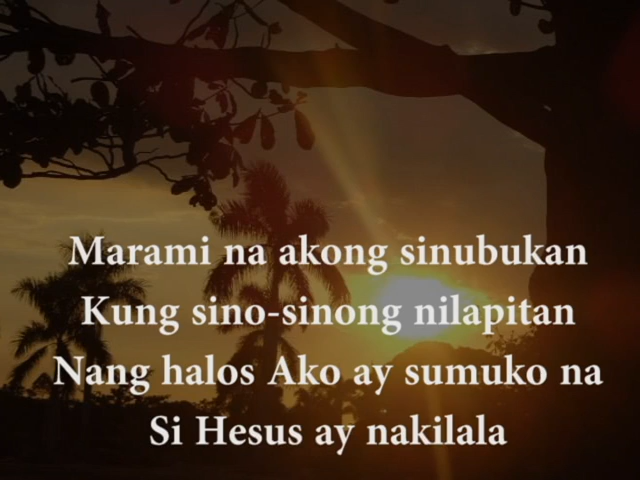 Marami na akong sinubukan
Kung sino-sinong nilapitan
Nang halos Ako ay sumuko na
Si Hesus ay nakilala